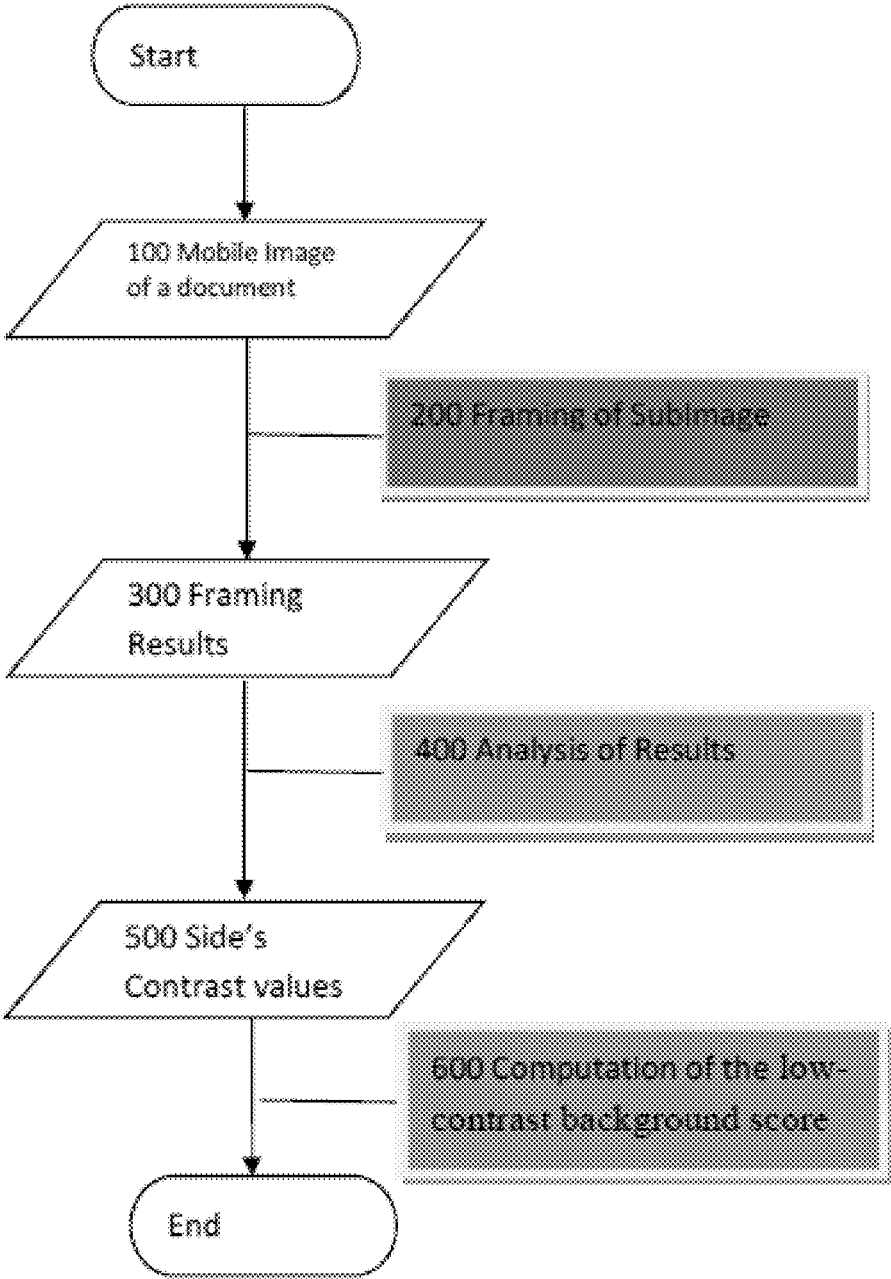 Start
100 Mobile Image
of a document
200 Framing of SubImage
300 Framing
Results
400 Analysis of Results
500 Side's
Contrast values
600 Computation of the low-
contrast background score
End